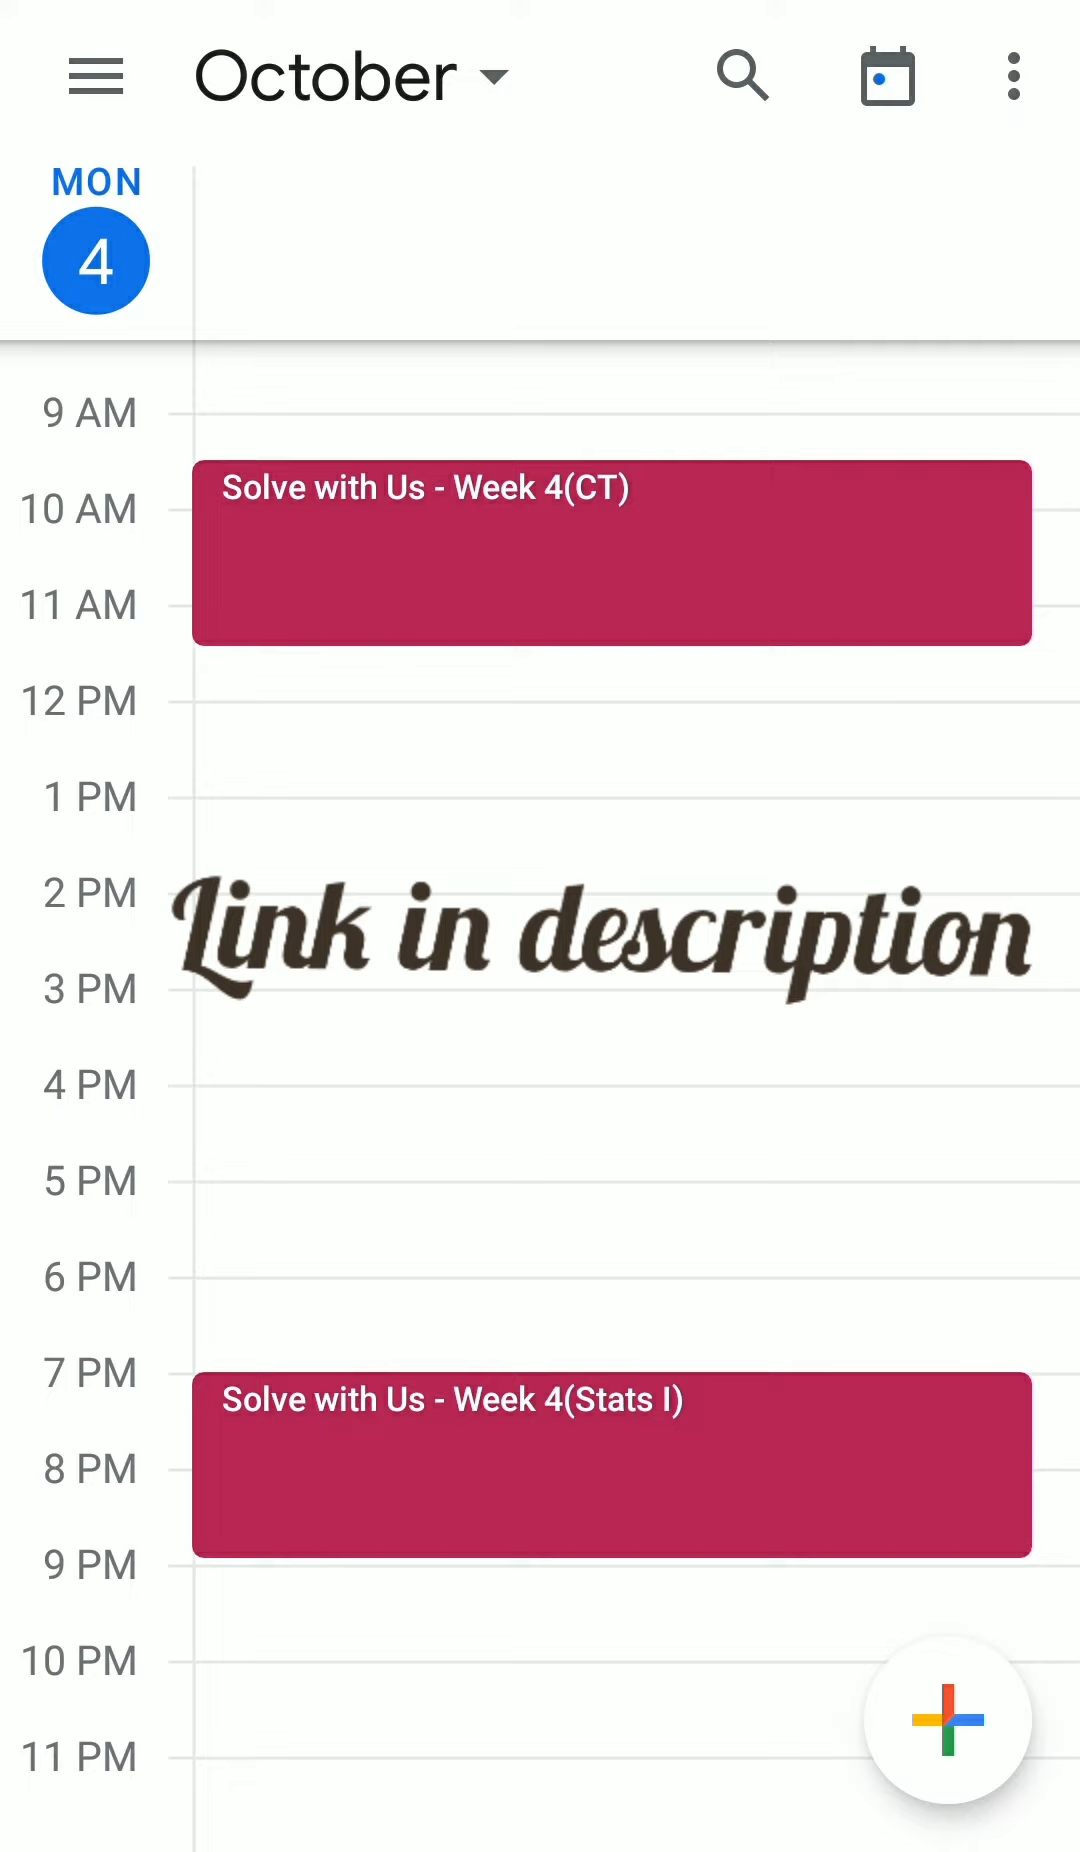 October
MON
4
9 AM
Solve with Us - Week 4(CT)
10 AM
11 AM
12 PM
1 PM
2 PM
Link in description
3 PM
4 PM
5 PM
6 PM
7 PM
Solve with Us - Week 4(Stats I)
8 PM
9 PM
10 PM
11 PM